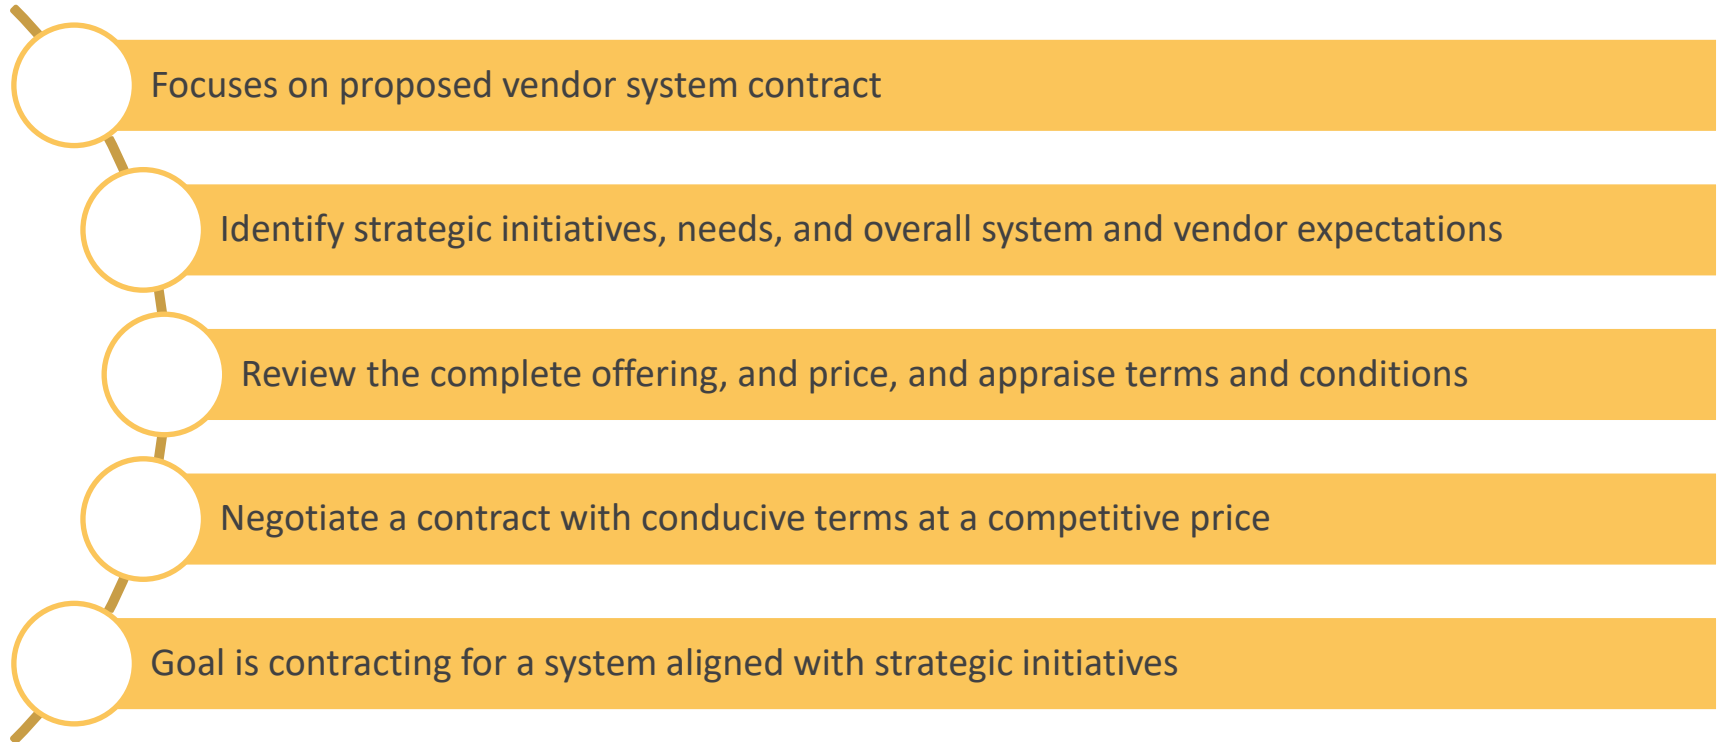 Focuses on proposed vendor system contract
Identify strategic initiatives, needs, and overall system and vendor expectations
Review the complete offering, and price, and appraise terms and conditions
Negotiate a contract with conducive terms at a competitive price
Goal is contracting for a system aligned with strategic initiatives